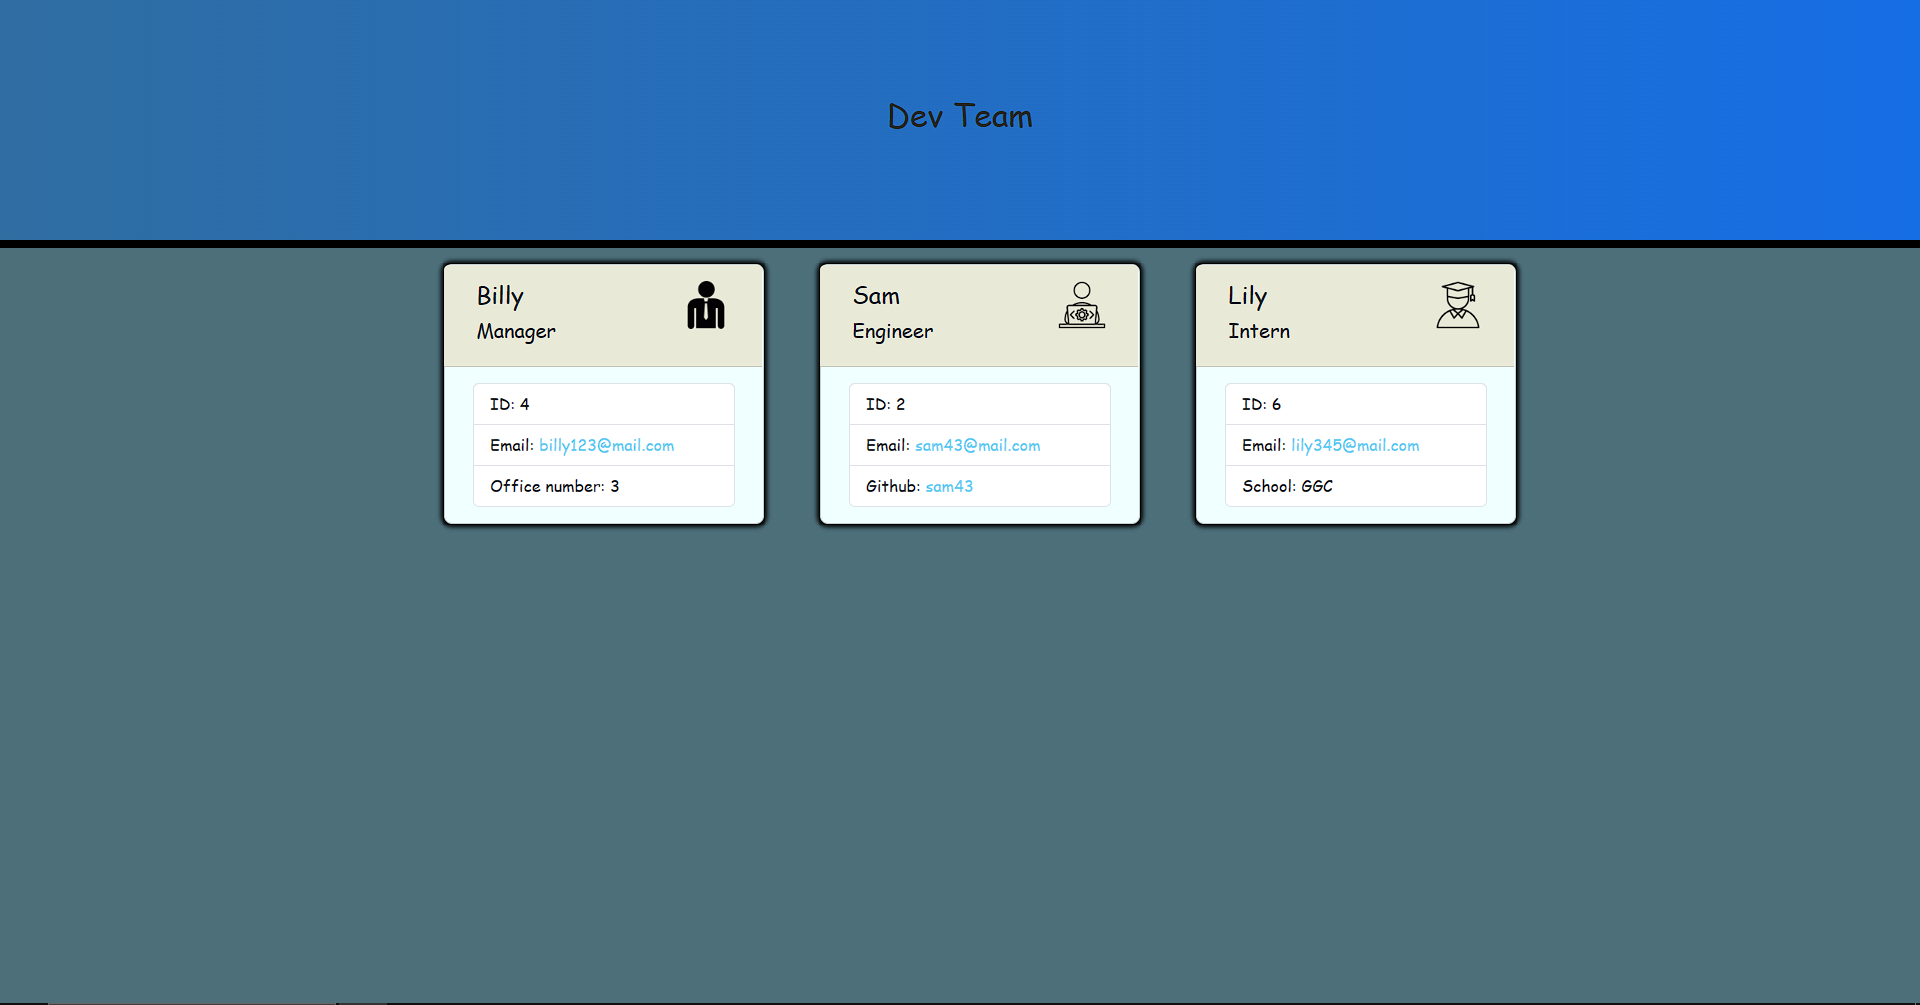 Dev Team
Billy
Manager
ID: 4
Email: billy123@mail.com
Office number: 3
Sam
Engineer
ID: 2
Email: sam43@mail.com
Github: sam43
Lily
Intern
ID: 6
Email: lily345@mail.com
School: GGC